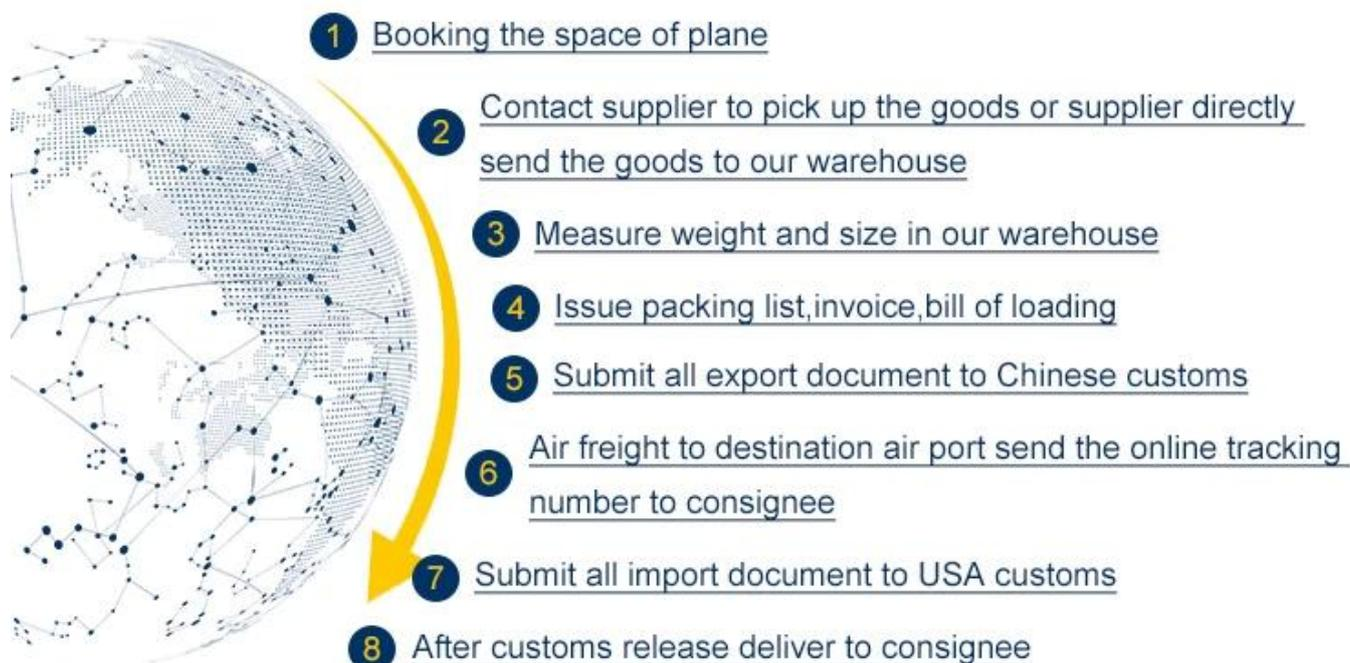 1 Booking the space of plane
2 Contact supplier to pick up the goods or supplier directly
send the goods to our warehouse
3 Measure weight and size in our warehouse
4 Issue packing list,invoice,bill of loading
5 Submit all export document to Chinese customs
6 Air freight to destination air port send the online tracking
number to consignee
7 Submit all import document to USA customs
8 After customs release deliver to consignee